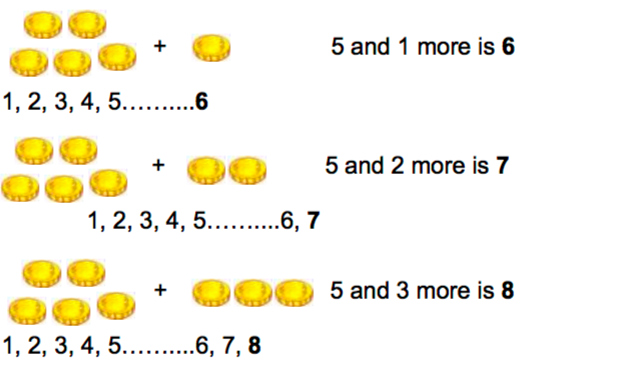 + 5 and 1 more is 6
1, 2, 3, 4, 5..........6
+ 5 and 2 more is 7
1, 2, 3, 4, 5..........6, 7
+ 5 and 3 more is 8
1, 2, 3, 4, 5..........6, 7, 8